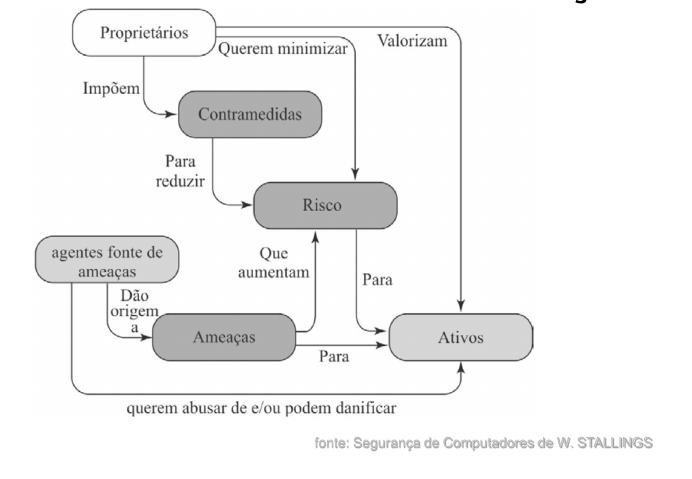 Proprietários
Querem minimizar
Valorizam
Impõem
Contramedidas
Para
reduzir
Risco
agentes fonte de
ameaças
Que
aumentam
Para
Dão
origem
a
Ameaças
Ativos
Para
querem abusar de e/ou podem danificar
fonte: Segurança de Computadores de W. STALLINGS